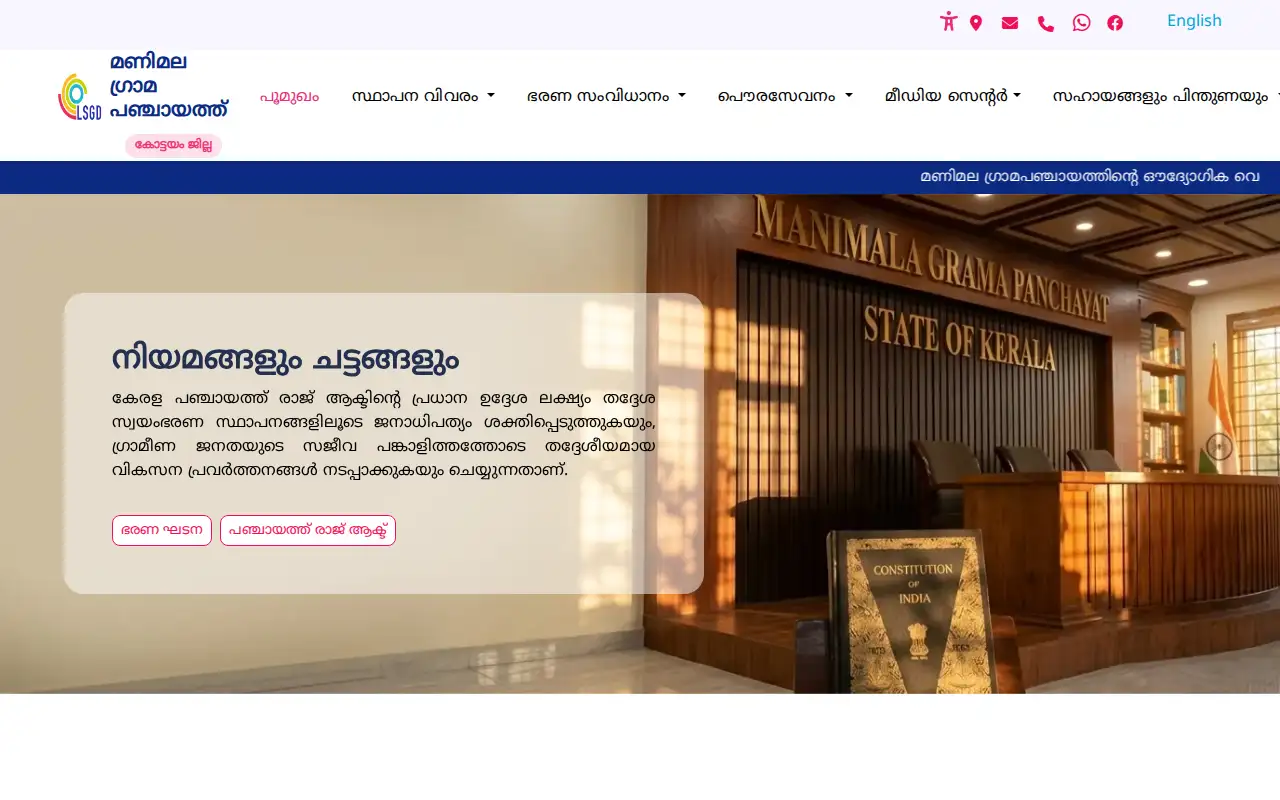 English
മണിമല
ഗ്രാമ
പഞ്ചായത്ത്
LSGD
കോട്ടയം ജില്ല
പൂമുഖം സ്ഥാപന വിവരം ഭരണ സംവിധാനം പൌരസേവനം മീഡിയ സെന്റർ സഹായങ്ങളും പിന്തുണയും
മണിമല ഗ്രാമപഞ്ചായത്തിന്റെ ഔദ്യോഗിക വെ
MANIMALA GRAMA PANCHAYAT
STATE OF KERALA
നിയമങ്ങളും ചട്ടങ്ങളും
കേരള പഞ്ചായത്ത് രാജ് ആക്ടിന്റെ പ്രധാന ഉദ്ദേശ ലക്ഷ്യം തദ്ദേശ
സ്വയംഭരണ സ്ഥാപനങ്ങളിലൂടെ ജനാധിപത്യം ശക്തിപ്പെടുത്തുകയും,
ഗ്രാമീണ ജനതയുടെ സജീവ പങ്കാളിത്തത്തോടെ തദ്ദേശീയമായ
വികസന പ്രവർത്തനങ്ങൾ നടപ്പാക്കുകയും ചെയ്യുന്നതാണ്.
ഭരണ ഘടന പഞ്ചായത്ത് രാജ് ആക്ട്
CONSTITUTION
OF
INDIA